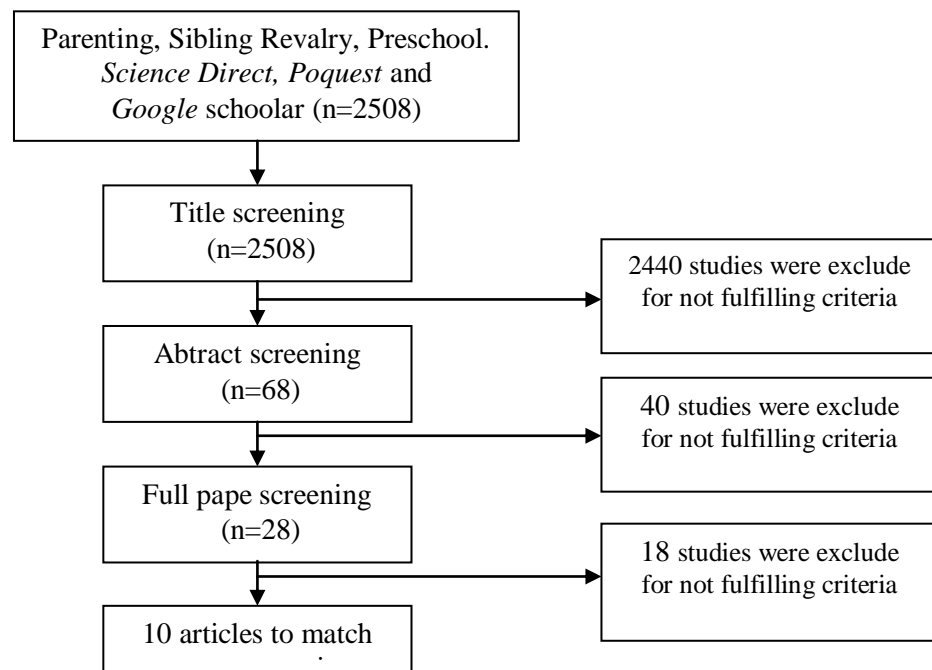 Parenting, Sibling Revalry, Preschool.
Science Direct, Poquest and
Google schoolar (n=2508)
Title screening
(n=2508)
2440 studies were exclude
for not fulfilling criteria
Abtract screening
(n=68)
40 studies were exclude
for not fulfilling criteria
Full pape screening
(n=28)
18 studies were exclude
for not fulfilling criteria
10 articles to match